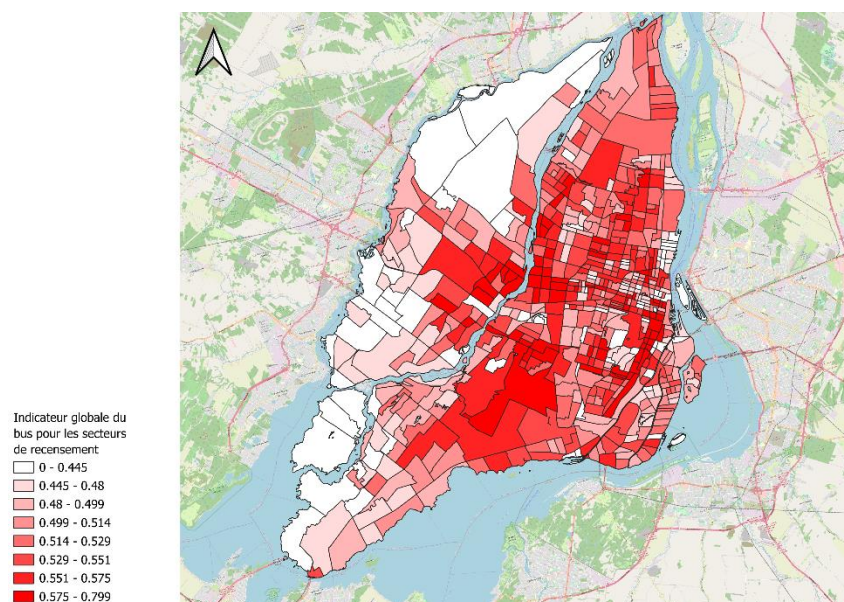 Indicateur globale du
bus pour les secteurs
de recensement
0 - 0.445
0.445 - 0.48
0.48 - 0.499
0.499 - 0.514
0.514 - 0.529
0.529 - 0.551
0.551 - 0.575
0.575 - 0.799